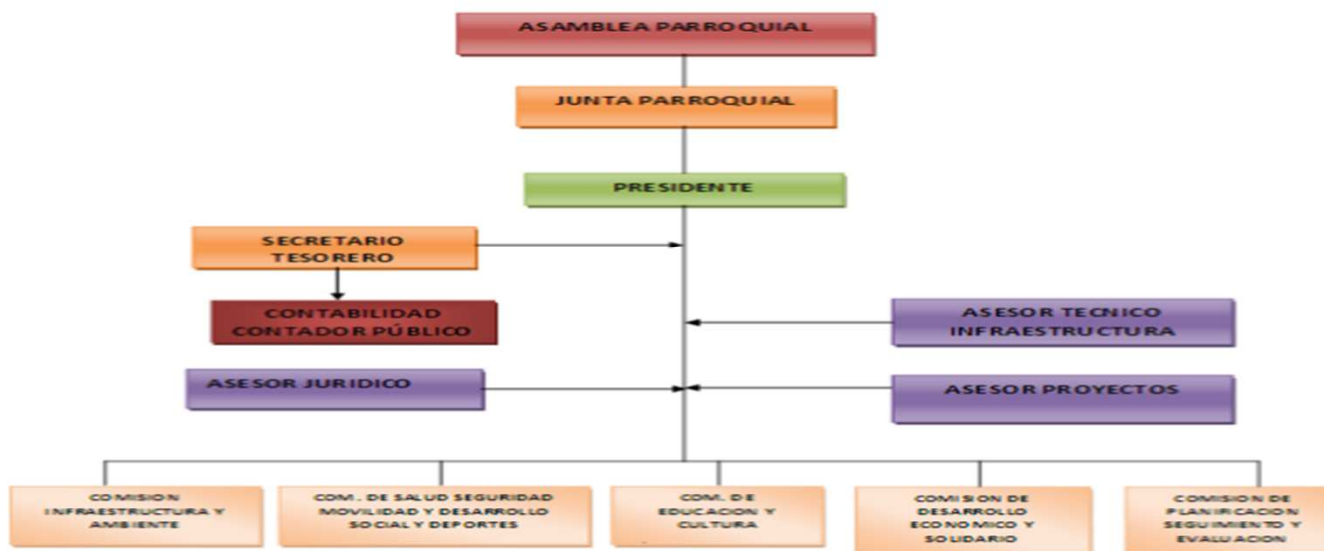 ASAMBLEA PARROQUIAL
JUNTA PARROQUIAL
PRESIDENTE
SECRETARIO
TESORERO
CONTABILIDAD
CONTADOR PÚBLICO
ASESOR TECNICO
INFRAESTRUCTURA
ASESOR JURIDICO
ASESOR PROYECTOS
COMISION
INFRAESTRUCTURA Y
AMBIENTE
COM. DE SALUD SEGURIDAD
MOVILIDAD Y DESARROLLO
SOCIAL Y DEPORTES
COM. DE
EDUCACION Y
CULTURA
COMISION DE
DESARROLLO
ECONOMICO Y
SOLIDARIO
COMISION DE
PLANIFICACION
SEGUIMIENTO Y
EVALUACION